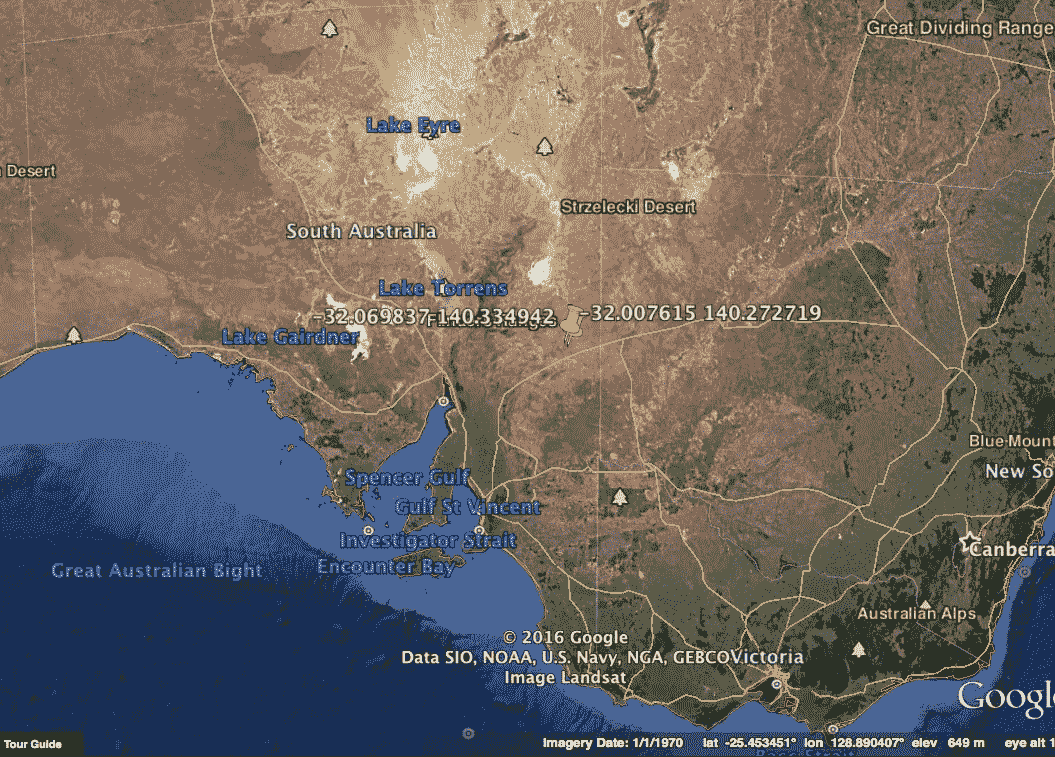 Great Dividing Range
Lake Eyre
Desert
Strzelecki Desert
South Australia
Lake Torrens
-32.069837 140.334942
-32.007615 140.272719
Lake Gairdner
Blue Mount
New So
Spencer Gulf
Gulf St Vincent
Investigator Strait
Canberra
Encounter Bay
Great Australian Bight
Australian Alps
© 2016 Google
Data SIO, NOAA, U.S. Navy, NGA, GEBCO
Victoria
Image Landsat
Google
Tour Guide
Imagery Date: 1/1/1970 lat -25.453451° lon 128.890407° elev 649 m eye alt 1